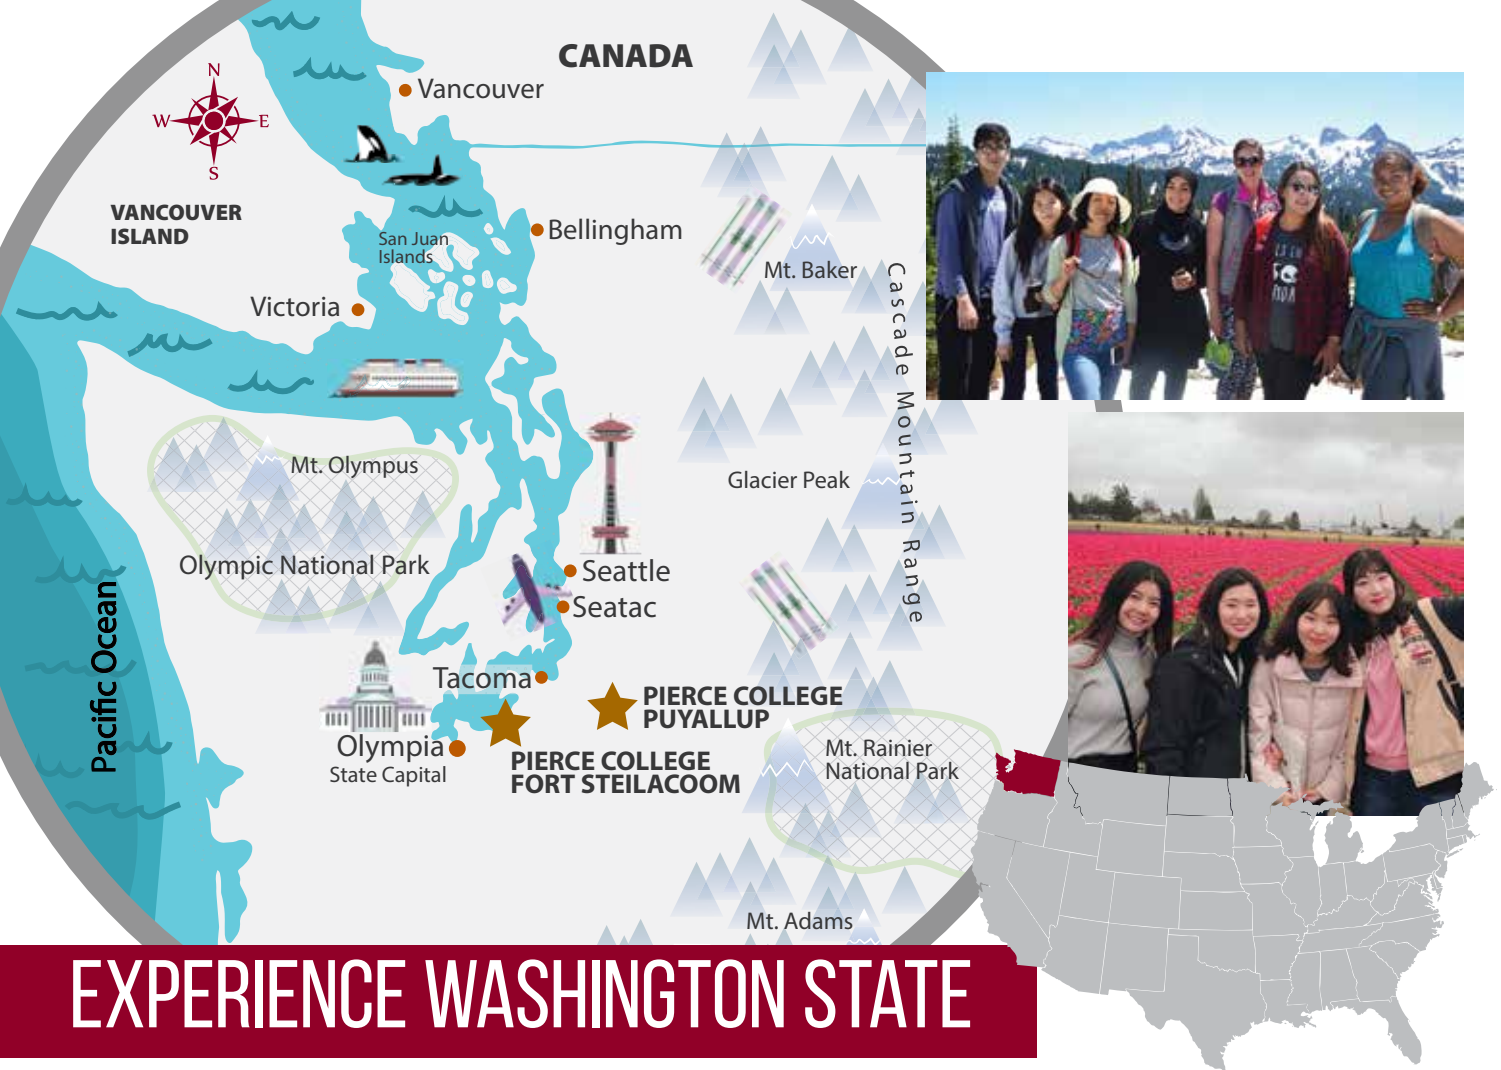 CANADA
Vancouver
N
W
E
S
VANCOUVER
ISLAND
San Juan
Islands
Bellingham
Mt. Baker
Victoria
Cascade Mountain Range
Mt. Olympus
Glacier Peak
Olympic National Park
Seattle
Seatac
Pacific Ocean
Tacoma
PIERCE COLLEGE
PUYALLUP
Olympia
State Capital
PIERCE COLLEGE
FORT STEILACOOM
Mt. Rainier
National Park
Mt. Adams
EXPERIENCE WASHINGTON STATE